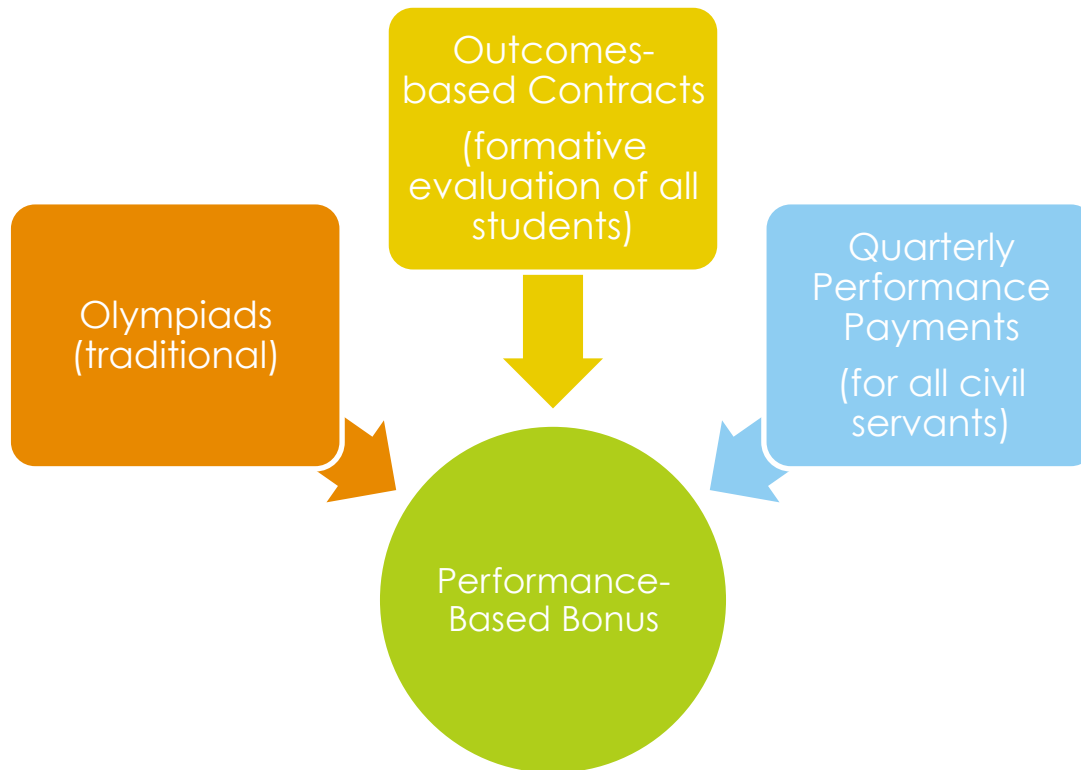 Outcomes-
based Contracts
(formative
evaluation of all
students)
Olympiads
(traditional)
Quarterly
Performance
Payments
(for all civil
servants)
Performance-
Based Bonus